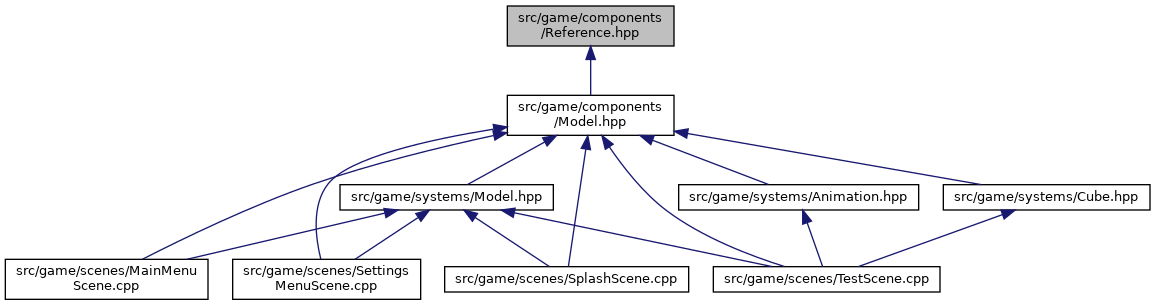 src/game/components
/Reference.hpp
src/game/components
/Model.hpp
src/game/systems/Model.hpp
src/game/systems/Animation.hpp
src/game/systems/Cube.hpp
src/game/scenes/MainMenu
Scene.cpp
src/game/scenes/Settings
MenuScene.cpp
src/game/scenes/SplashScene.cpp
src/game/scenes/TestScene.cpp